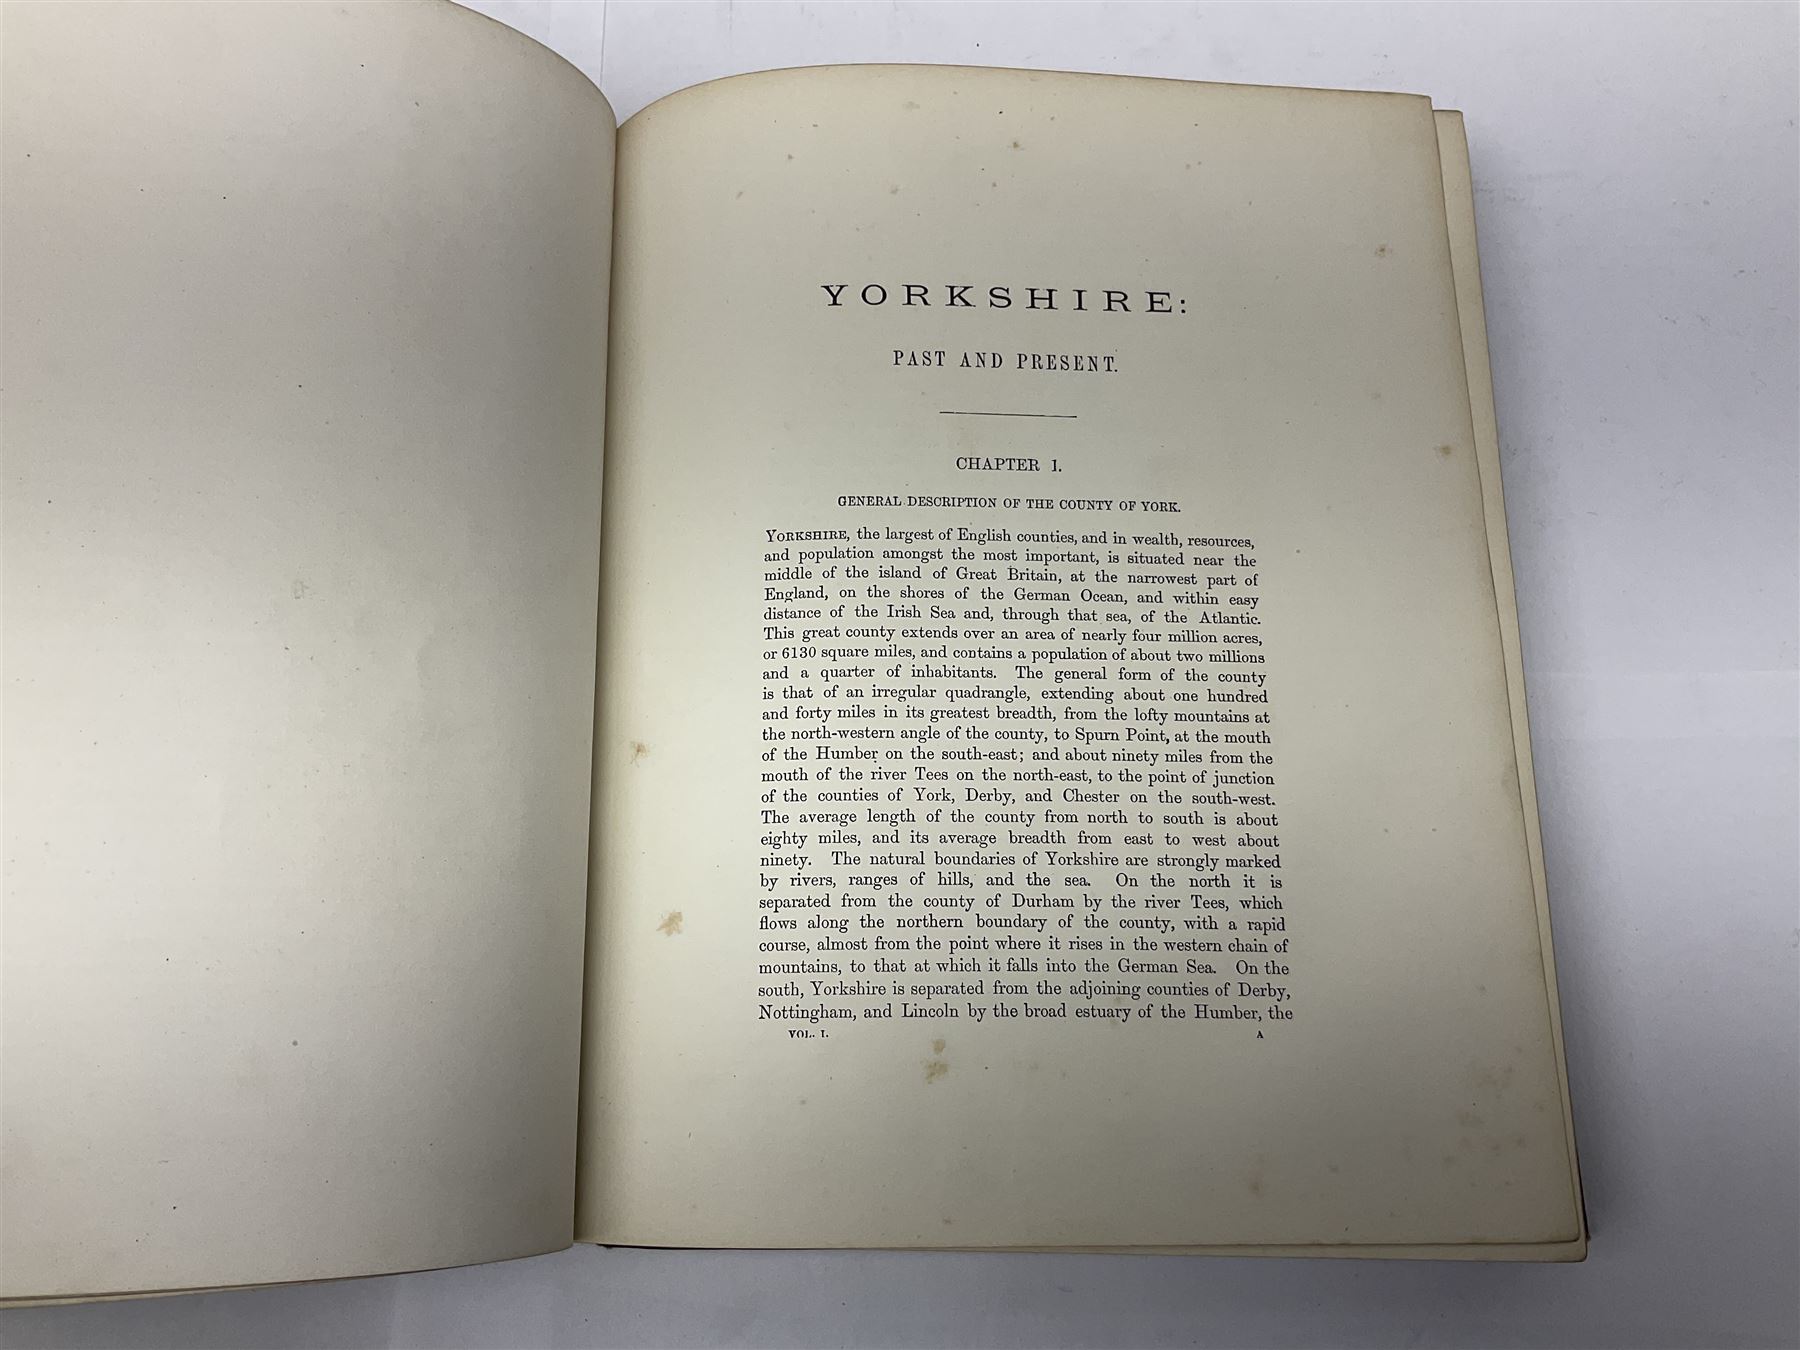 YORKSHIRE:
PAST AND PRESENT.
CHAPTER I.
GENERAL DESCRIPTION OF THE COUNTY OF YORK.
YORKSHIRE, the largest of English counties, and in wealth, resources,
and population amongst the most important, is situated near the
middle of the island of Great Britain, at the narrowest part of
England, on the shores of the German Ocean, and within easy
distance of the Irish Sea and, through that sea, of the Atlantic.
This great county extends over an area of nearly four million acres,
or 6130 square miles, and contains a population of about two millions
and a quarter of inhabitants. The general form of the county
is that of an irregular quadrangle, extending about one hundred
and forty miles in its greatest breadth, from the lofty mountains at
the north-western angle of the county, to Spurn Point, at the mouth
of the Humber on the south-east; and about ninety miles from the
mouth of the river Tees on the north-east, to the point of junction
of the counties of York, Derby, and Chester on the south-west.
The average length of the county from north to south is about
eighty miles, and its average breadth from east to west about
ninety. The natural boundaries of Yorkshire are strongly marked
by rivers, ranges of hills, and the sea. On the north it is
separated from the county of Durham by the river Tees, which
flows along the northern boundary of the county, with a rapid
course, almost from the point where it rises in the western chain of
mountains, to that at which it falls into the German Sea. On the
south, Yorkshire is separated from the adjoining counties of Derby,
Nottingham, and Lincoln by the broad estuary of the Humber, the
VOL. I. A